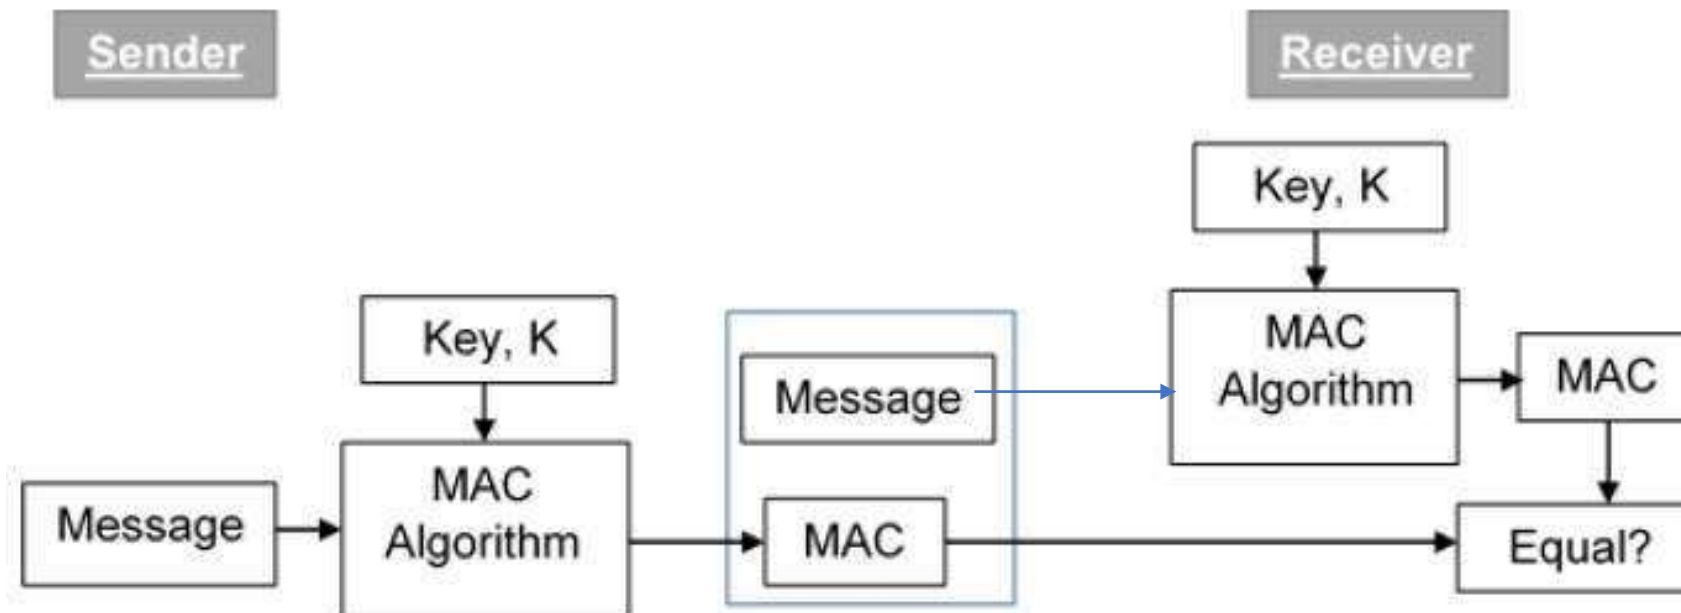 Sender
Receiver
Key, K
Key, K
MAC
Algorithm
MAC
Message
Message
MAC
Algorithm
MAC
Equal?